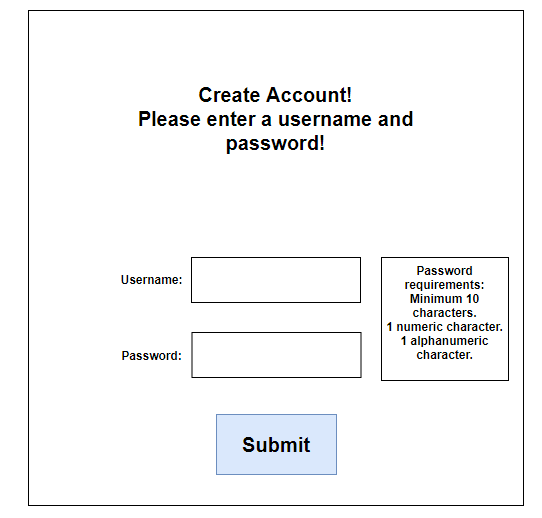 Create Account!
Please enter a username and
password!
Username:
Password
requirements:
Minimum 10
characters.
1 numeric character.
1 alphanumeric
character.
Password:
Submit